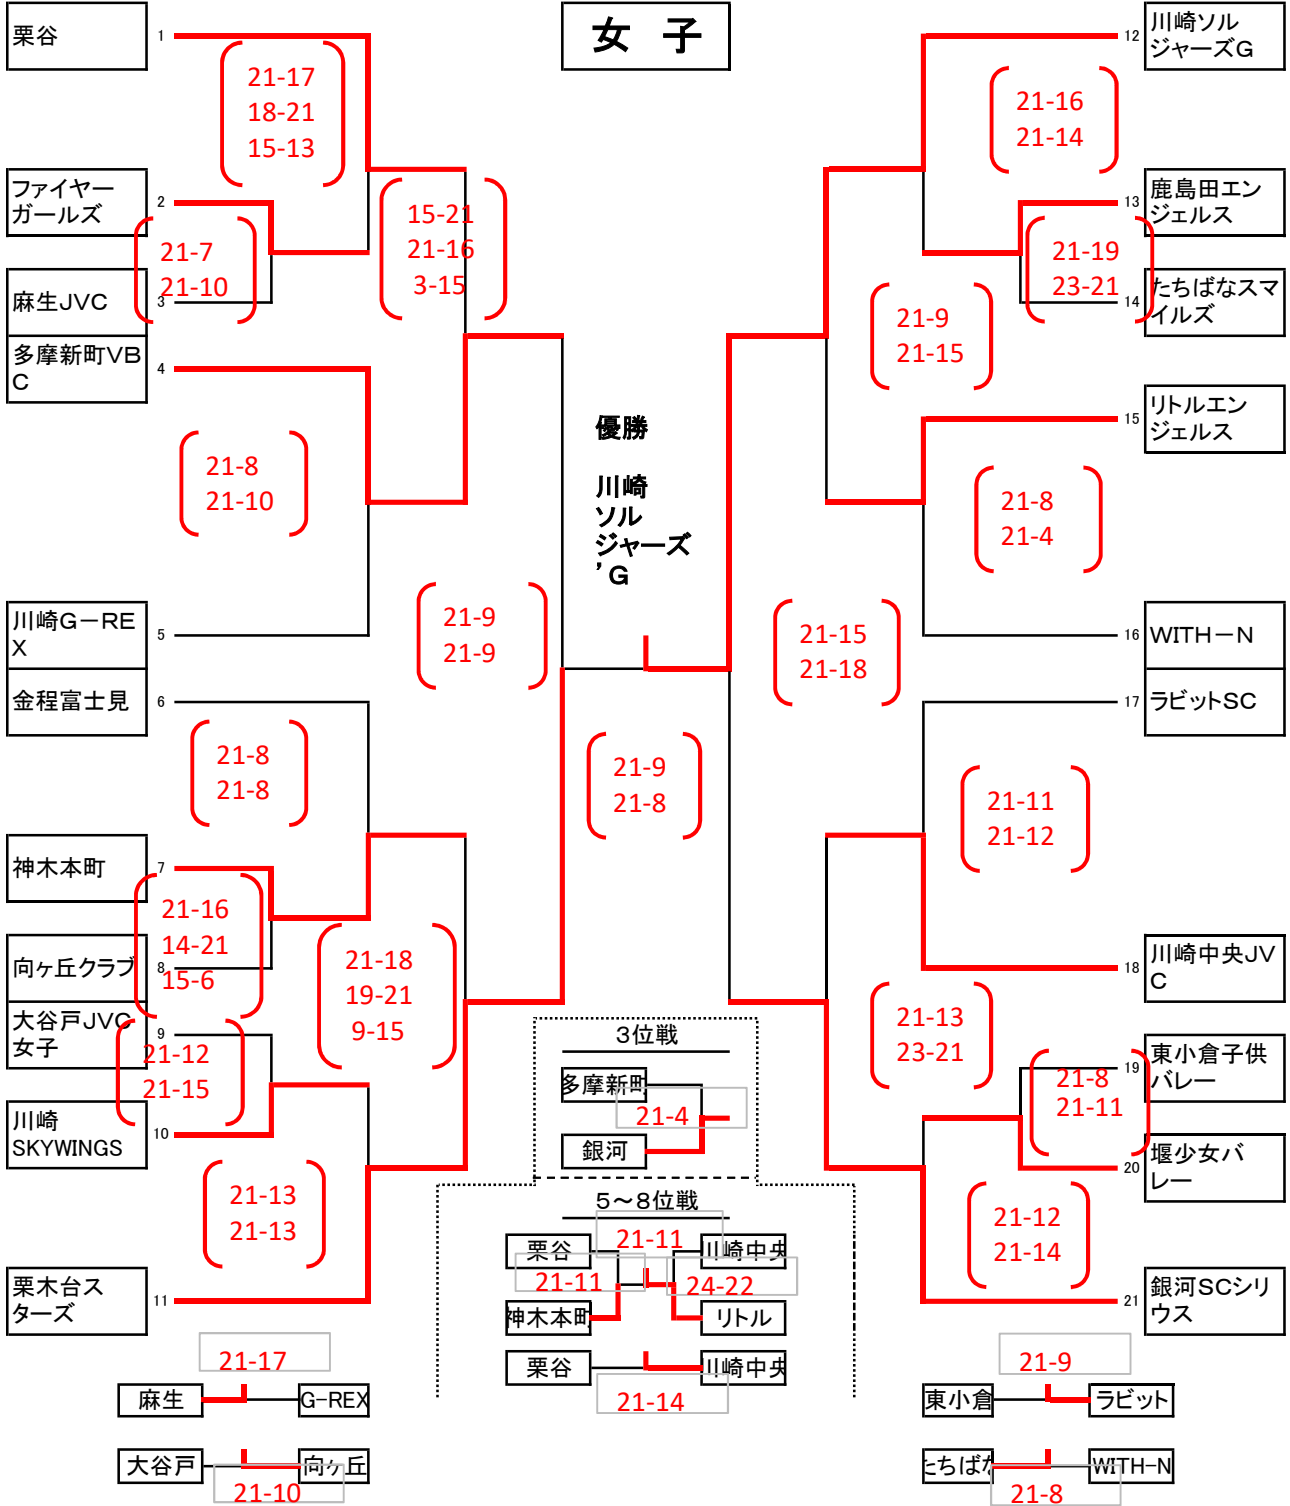 女 子
栗谷
1
21-17
18-21
15-13
ファイヤー
ガールズ
2
21-7
21-10
麻生JVC
3
15-21
21-16
3-15
多摩新町VB
C
4
21-8
21-10
川崎G－RE
X
5
21-9
21-9
金程富士見
6
21-8
21-8
神木本町
7
21-16
14-21
15-6
向ヶ丘クラブ
8
21-18
19-21
9-15
大谷戸JVC
女子
9
21-12
21-15
川崎
SKYWINGS
10
21-13
21-13
栗木台ス
ターズ
11
優勝
川崎
ソル
ジャーズ
’G
21-9
21-8
12
川崎ソル
ジャーズG
21-16
21-14
13
鹿島田エン
ジェルス
21-19
23-21
14
たちばなスマ
イルズ
21-9
21-15
15
リトルエン
ジェルス
21-8
21-4
16
WITH－N
21-15
21-18
17
ラビットSC
21-11
21-12
18
川崎中央JV
C
21-13
23-21
19
東小倉子供
バレー
21-8
21-11
20
堰少女バ
レー
21-12
21-14
21
銀河SCシリ
ウス
3位戦
多摩新町
21-4
銀河
5～8位戦
21-11
栗谷
川崎中央
21-11
24-22
神木本町
リトル
栗谷
川崎中央
21-14
21-17
麻生
G-REX
大谷戸
向ヶ丘
21-10
21-9
東小倉
ラビット
たちばな
WITH-N
21-8